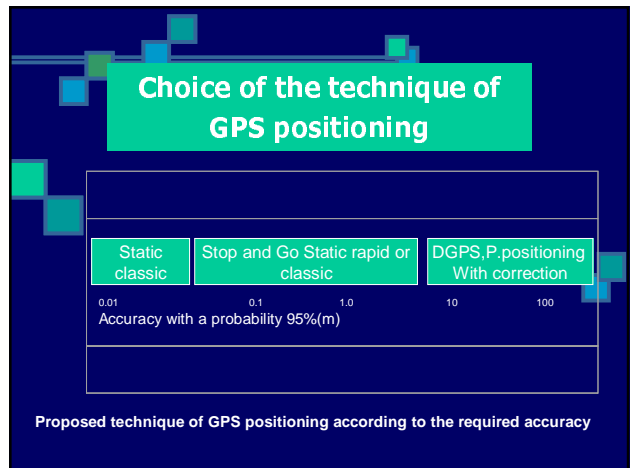 Choice of the technique of
GPS positioning
Static
classic
Stop and Go Static rapid or
classic
DGPS,P.positioning
With correction
0.01 0.1 1.0 10 100
Accuracy with a probability 95%(m)
Proposed technique of GPS positioning according to the required accuracy